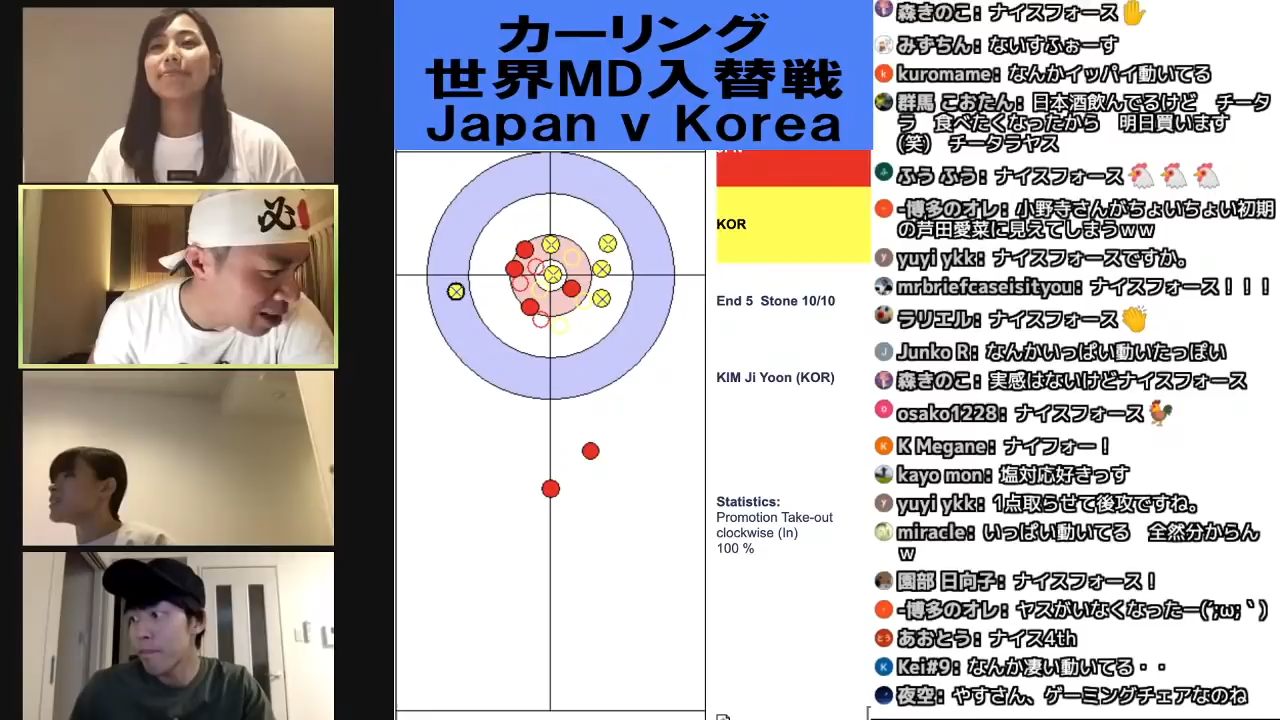 カーリング
世界MD入替戦
Japan v Korea
必
KOR
End 5 Stone 10/10
KIM Ji Yoon (KOR)
Statistics:
Promotion Take-out
clockwise (In)
100 %
森きのこ: ナイスフォース✋
みずちん: ないすふぉーす
kuromame: なんかイッパイ動いてる
群馬 こおたん: 日本酒飲んでるけど　チータ
ラ　食べたくなったから　明日買います
(笑)　チータラヤス
ふう ふう: ナイスフォース🐔🐔🐔
-博多のオレ: 小野寺さんがちょいちょい初期
の芦田愛菜に見えてしまうｗｗ
yuyi ykk: ナイスフォースですか。
mrbriefcaseisityou: ナイスフォース！！！
ラリエル: ナイスフォース👏
Junko R: なんかいっぱい動いたっぽい
森きのこ: 実感はないけどナイスフォース
osako1228: ナイスフォース🐓
K Megane: ナイフォー！
kayo mon: 塩対応好きっす
yuyi ykk: 1点取らせて後攻ですね。
miracle: いっぱい動いてる　全然分からん
w
園部 日向子: ナイスフォース！
-博多のオレ: ヤスがいなくなったー(´;ω;｀)
あおとう: ナイス4th
Kei#9: なんか凄い動いてる・・
夜空: やすさん、ゲーミングチェアなのね